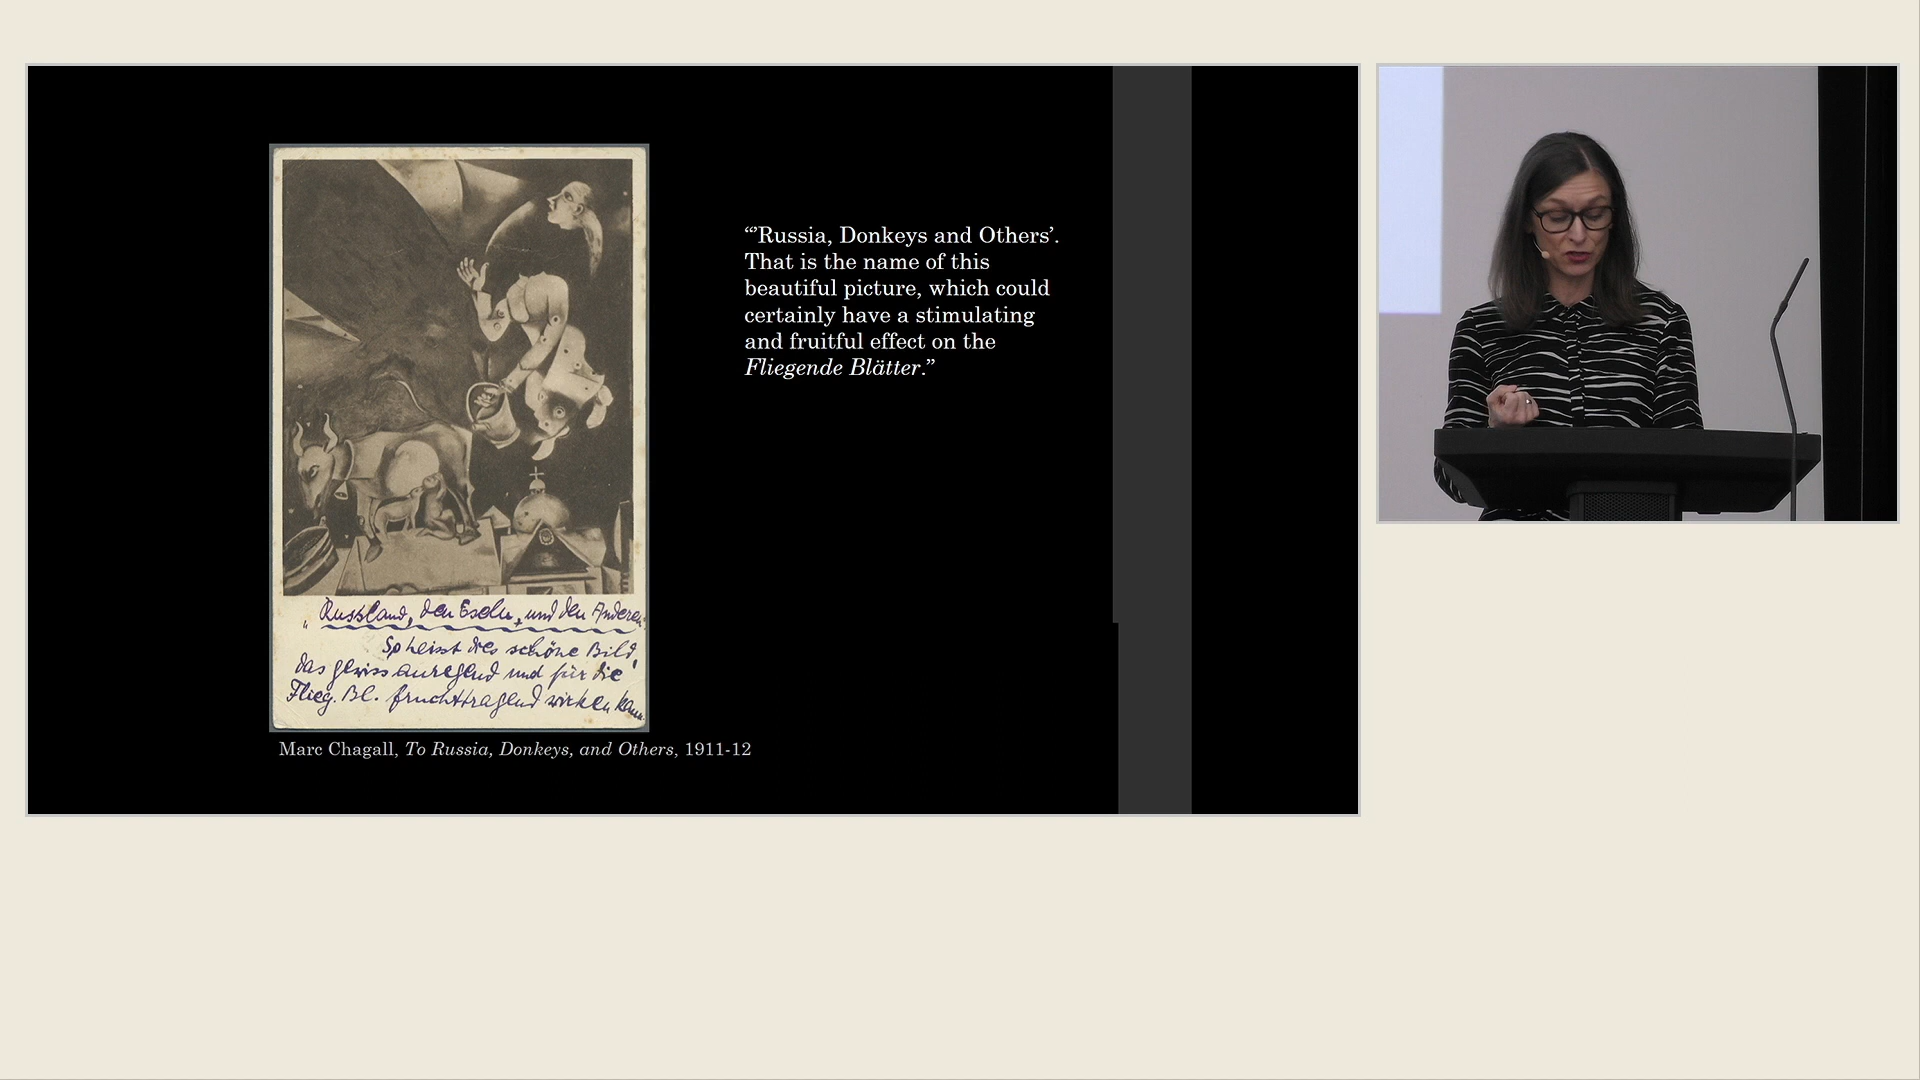 “’Russia, Donkeys and Others’.
That is the name of this
beautiful picture, which could
certainly have a stimulating
and fruitful effect on the
Fliegende Blätter.”
„Russland, den Eseln, und den Anderen“
So heisst dies schöne Bild,
das gewiss anregend und für die
Flieg. Bl. fruchttragend wirken kann.
Marc Chagall, To Russia, Donkeys, and Others, 1911-12